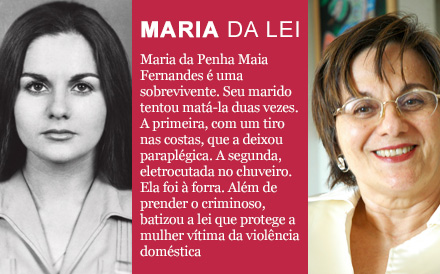 MARIA DA LEI
Maria da Penha Maia
Fernandes é uma
sobrevivente. Seu marido
tentou matá-la duas vezes.
A primeira, com um tiro
nas costas, que a deixou
paraplégica. A segunda,
eletrocutada no chuveiro.
Ela foi à forra. Além de
prender o criminoso,
batizou a lei que protege a
mulher vítima da violência
doméstica